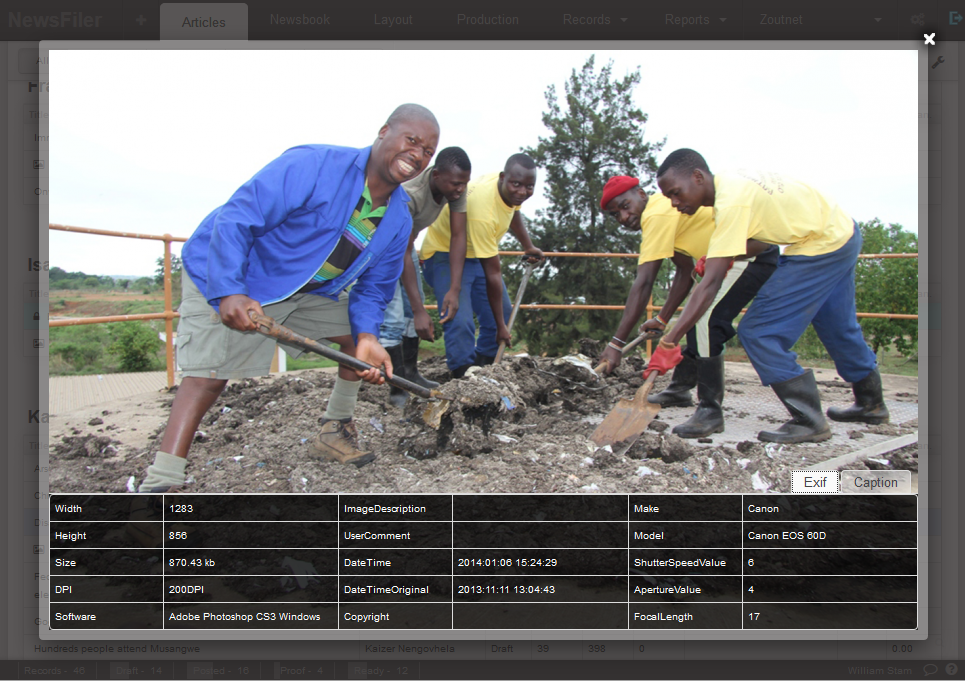 NewsFiler + Articles Newsbook Layout Production Records Reports Zoutnet
Exif Caption
Width 1283 ImageDescription Make Canon
Height 856 UserComment Model Canon EOS 60D
Size 870.43 kb DateTime 2014:01:06 15:24:29 ShutterSpeedValue 6
DPI 200DPI DateTimeOriginal 2013:11:11 13:04:43 ApertureValue 4
Software Adobe Photoshop CS3 Windows Copyright FocalLength 17
Hundreds people attend Musangwe Kaizer Nengovhela Draft 39 398 0 0.00
Records - 46 Draft - 14 - 16 Proof - 4 Ready - 12 William Stam